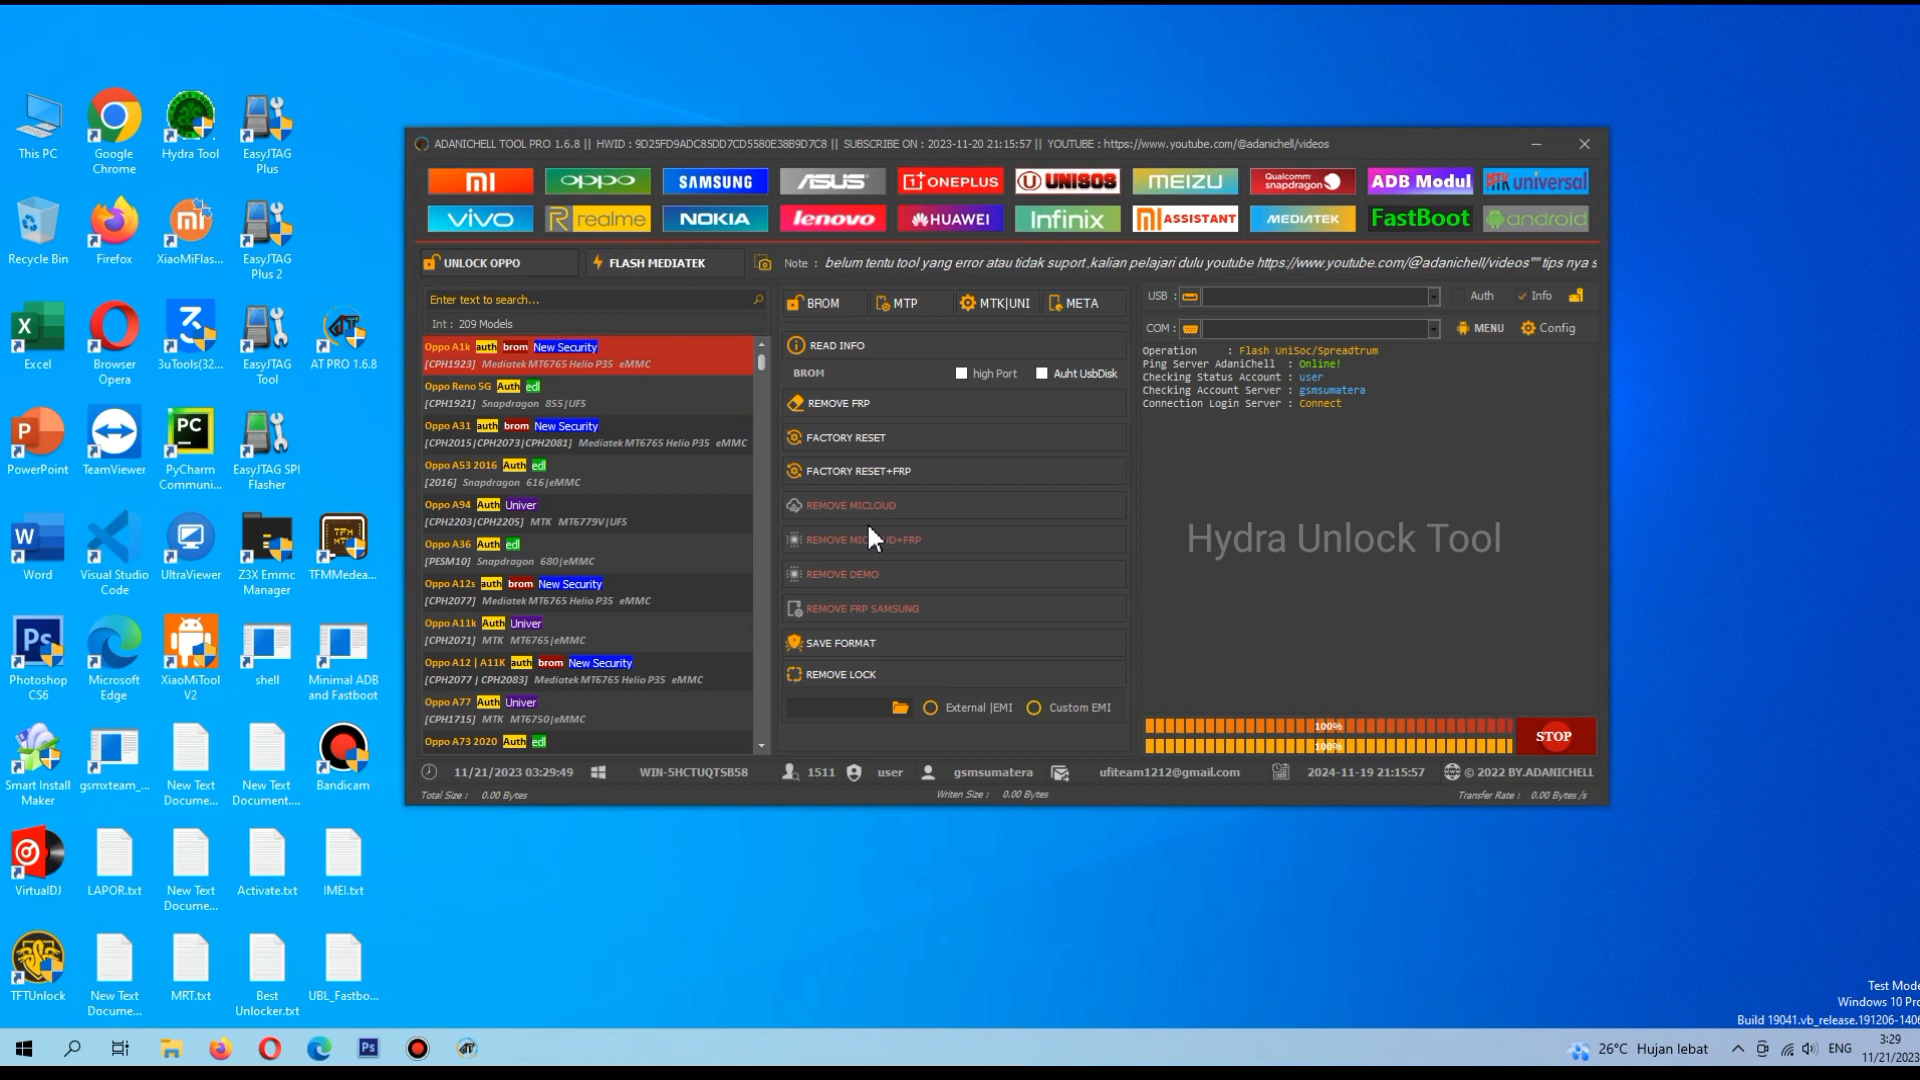 This PC
Google Chrome
Hydra Tool
EasyJTAG Plus
Recycle Bin
Firefox
XiaoMiFlas...
EasyJTAG Plus 2
Excel
Browser Opera
3uTools(32...
EasyJTAG Tool
AT PRO 1.6.8
PowerPoint
TeamViewer
PyCharm Communi...
EasyJTAG SPI Flasher
Word
Visual Studio Code
UltraViewer
Z3X Emmc Manager
TFMMedea...
Photoshop CS6
Microsoft Edge
XiaoMiTool V2
shell
Minimal ADB and Fastboot
Smart Install Maker
gsmxteam_...
New Text Docume...
New Text Document....
Bandicam
VirtualDJ
LAPOR.txt
New Text Docume...
Activate.txt
IMEI.txt
TFTUnlock
New Text Docume...
MRT.txt
Best Unlocker.txt
UBL_Fastbo...
ADANICHELL TOOL PRO 1.6.8 || HWID : 9D25FD9ADC85DD7CD5580E38B9D7C8 || SUBSCRIBE ON : 2023-11-20 21:15:57 || YOUTUBE : https://www.youtube.com/@adanichell/videos
mi oppo SAMSUNG ASUS ONEPLUS UNISOS MEIZU Qualcomm snapdragon ADB Modul MTK universal
vivo realme NOKIA lenovo HUAWEI Infinix mi ASSISTANT MEDIATEK FastBoot android
UNLOCK OPPO
FLASH MEDIATEK
Note : belum tentu tool yang error atau tidak suport ,kalian pelajari dulu youtube https://www.youtube.com/@adanichell/videos"" tips nya s
Enter text to search...
Int : 209 Models
Oppo A1k auth brom New Security
[CPH1923] Mediatek MT6765 Helio P35 eMMC
Oppo Reno 5G Auth edl
[CPH1921] Snapdragon 855|UFS
Oppo A31 auth brom New Security
[CPH2015|CPH2073|CPH2081] Mediatek MT6765 Helio P35 eMMC
Oppo A53 2016 Auth edl
[2016] Snapdragon 616|eMMC
Oppo A94 Auth Univer
[CPH2203|CPH2205] MTK MT6779V|UFS
Oppo A36 Auth edl
[PESM10] Snapdragon 680|eMMC
Oppo A12s auth brom New Security
[CPH2077] Mediatek MT6765 Helio P35 eMMC
Oppo A11k Auth Univer
[CPH2071] MTK MT6765|eMMC
Oppo A12 | A11K auth brom New Security
[CPH2077 | CPH2083] Mediatek MT6765 Helio P35 eMMC
Oppo A77 Auth Univer
[CPH1715] MTK MT6750|eMMC
Oppo A73 2020 Auth edl
BROM MTP MTK|UNI META
READ INFO
BROM high Port Auht UsbDisk
REMOVE FRP
FACTORY RESET
FACTORY RESET+FRP
REMOVE MICLOUD
REMOVE D+FRP
REMOVE DEMO
REMOVE FRP SAMSUNG
SAVE FORMAT
REMOVE LOCK
External |EMI Custom EMI
USB : Auth Info
COM : MENU Config
Operation : Flash UniSoc/Spreadtrum
Ping Server AdaniChell : Online!
Checking Status Account : user
Checking Account Server : gsmsumatera
Connection Login Server : Connect
Hydra Unlock Tool
100%
100%
STOP
11/21/2023 03:29:49 WIN-5HCTUQTSB58 1511 user gsmsumatera ufiteam1212@gmail.com 2024-11-19 21:15:57 © 2022 BY.ADANICHELL
Total Size : 0.00 Bytes Writen Size : 0.00 Bytes Transfer Rate : 0.00 Bytes /s
Test Mode
Windows 10 Pro
Build 19041.vb_release.191206-1406
26°C Hujan lebat
ENG
3:29
11/21/2023